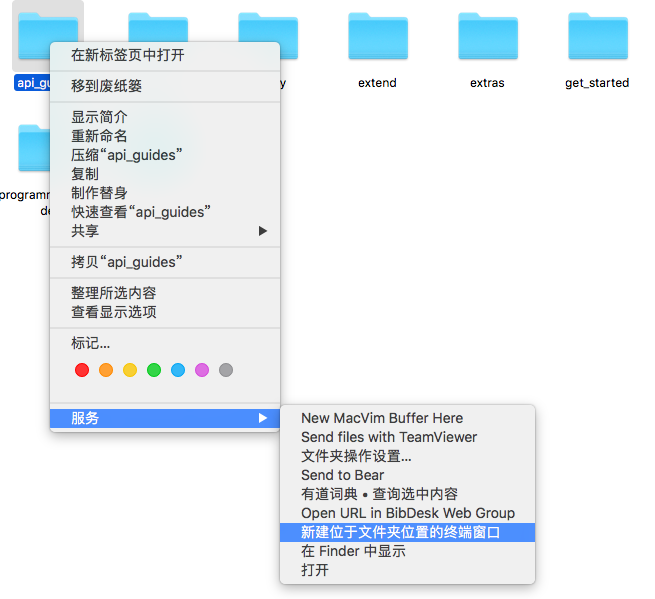 api_gu
y
extend
extras
get_started
programm
de
在新标签页中打开
移到废纸篓
显示简介
重新命名
压缩“api_guides”
复制
制作替身
快速查看“api_guides”
共享
拷贝“api_guides”
整理所选内容
查看显示选项
标记...
服务
New MacVim Buffer Here
Send files with TeamViewer
文件夹操作设置...
Send to Bear
有道词典 • 查询选中内容
Open URL in BibDesk Web Group
新建位于文件夹位置的终端窗口
在 Finder 中显示
打开